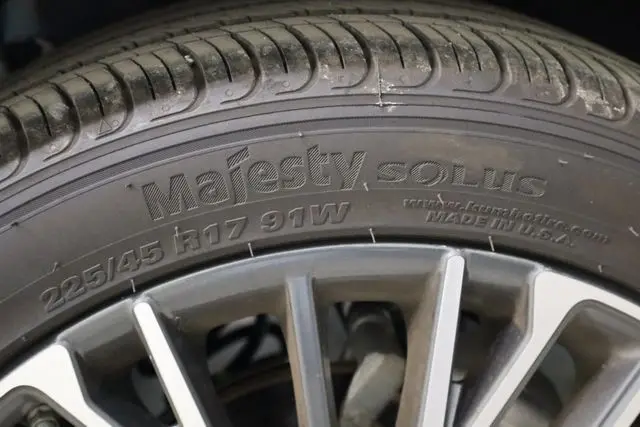 Majesty SOLUS
225/45 R17 91W
www.kumhotire.com
MADE IN U.S.A.